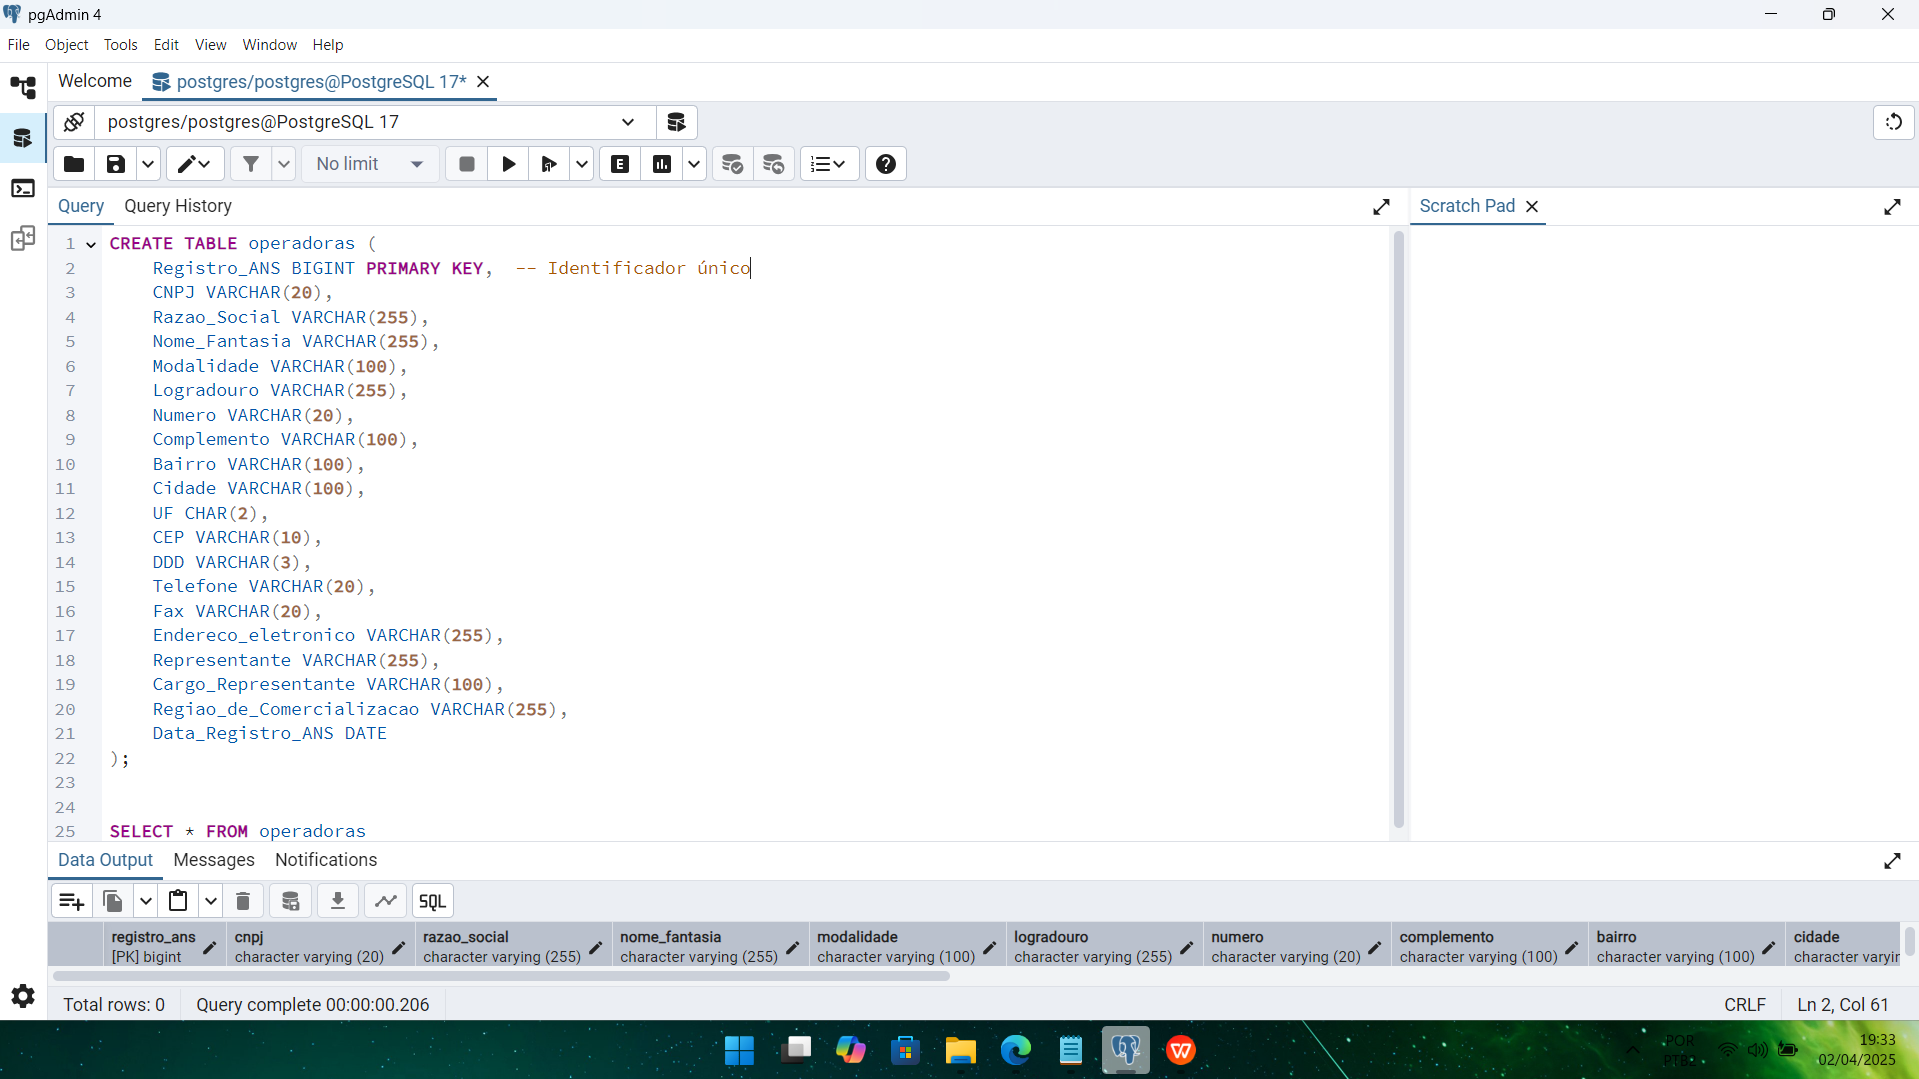 pgAdmin 4
File Object Tools Edit View Window Help
Welcome postgres/postgres@PostgreSQL 17*
postgres/postgres@PostgreSQL 17
No limit
Query Query History
Scratch Pad
1 CREATE TABLE operadoras (
2 Registro_ANS BIGINT PRIMARY KEY, -- Identificador único
3 CNPJ VARCHAR(20),
4 Razao_Social VARCHAR(255),
5 Nome_Fantasia VARCHAR(255),
6 Modalidade VARCHAR(100),
7 Logradouro VARCHAR(255),
8 Numero VARCHAR(20),
9 Complemento VARCHAR(100),
10 Bairro VARCHAR(100),
11 Cidade VARCHAR(100),
12 UF CHAR(2),
13 CEP VARCHAR(10),
14 DDD VARCHAR(3),
15 Telefone VARCHAR(20),
16 Fax VARCHAR(20),
17 Endereco_eletronico VARCHAR(255),
18 Representante VARCHAR(255),
19 Cargo_Representante VARCHAR(100),
20 Regiao_de_Comercializacao VARCHAR(255),
21 Data_Registro_ANS DATE
22 );
23
24
25 SELECT * FROM operadoras
Data Output Messages Notifications
SQL
registro_ans cnpj razao_social nome_fantasia modalidade logradouro numero complemento bairro cidade
[PK] bigint character varying (20) character varying (255) character varying (255) character varying (100) character varying (255) character varying (20) character varying (100) character varying (100) character varyin
Total rows: 0 Query complete 00:00:00.206 CRLF Ln 2, Col 61
POR 19:33
02/04/2025